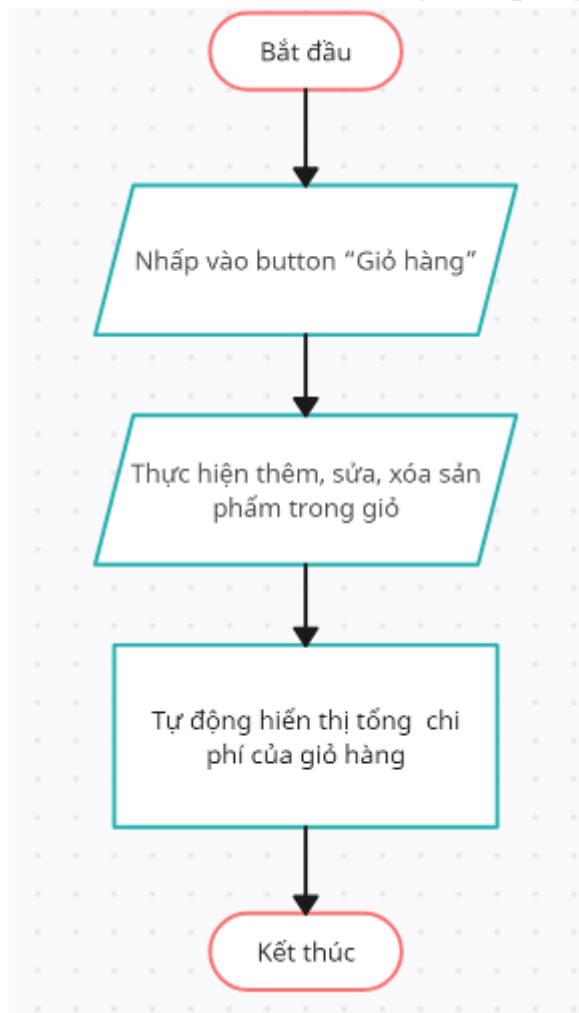 Bắt đầu
Nhấp vào button “Giỏ hàng”
Thực hiện thêm, sửa, xóa sản
phẩm trong giỏ
Tự động hiển thị tổng chi
phí của giỏ hàng
Kết thúc